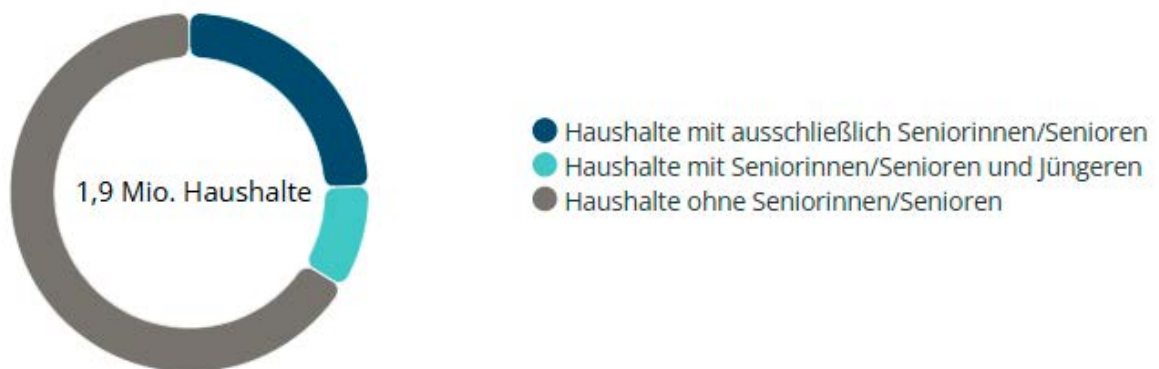 1,9 Mio. Haushalte
Haushalte mit ausschließlich Seniorinnen/Senioren
Haushalte mit Seniorinnen/Senioren und Jüngeren
Haushalte ohne Seniorinnen/Senioren